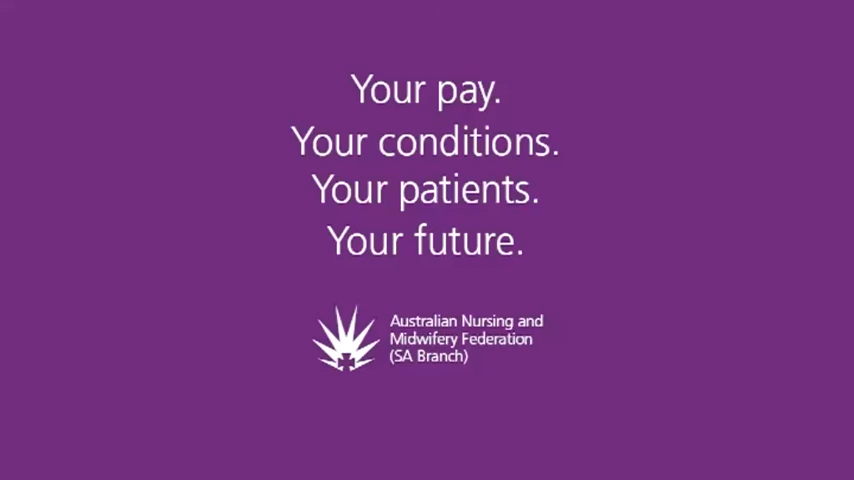 Your pay.
Your conditions.
Your patients.
Your future.
Australian Nursing and
Midwifery Federation
(SA Branch)